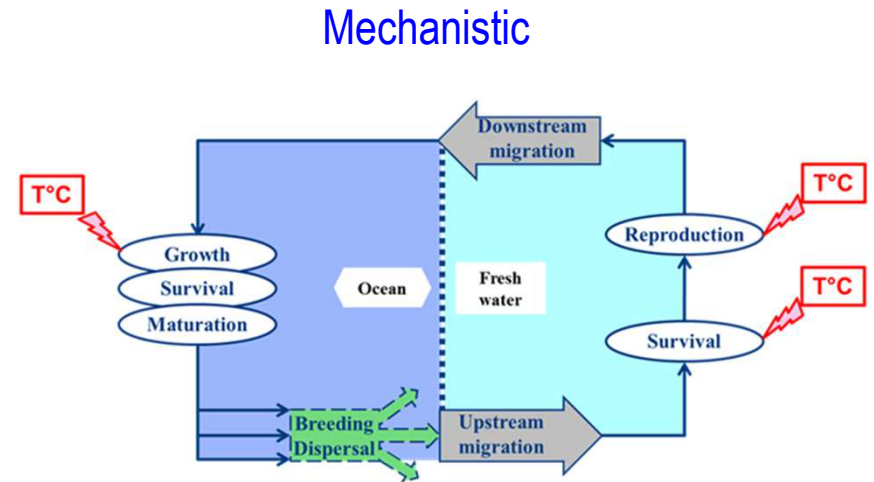 Mechanistic
Downstream
migration
T°C
T°C
Reproduction
Growth
Survival
Maturation
Ocean
Fresh
water
T°C
Survival
Breeding
Dispersal
Upstream
migration